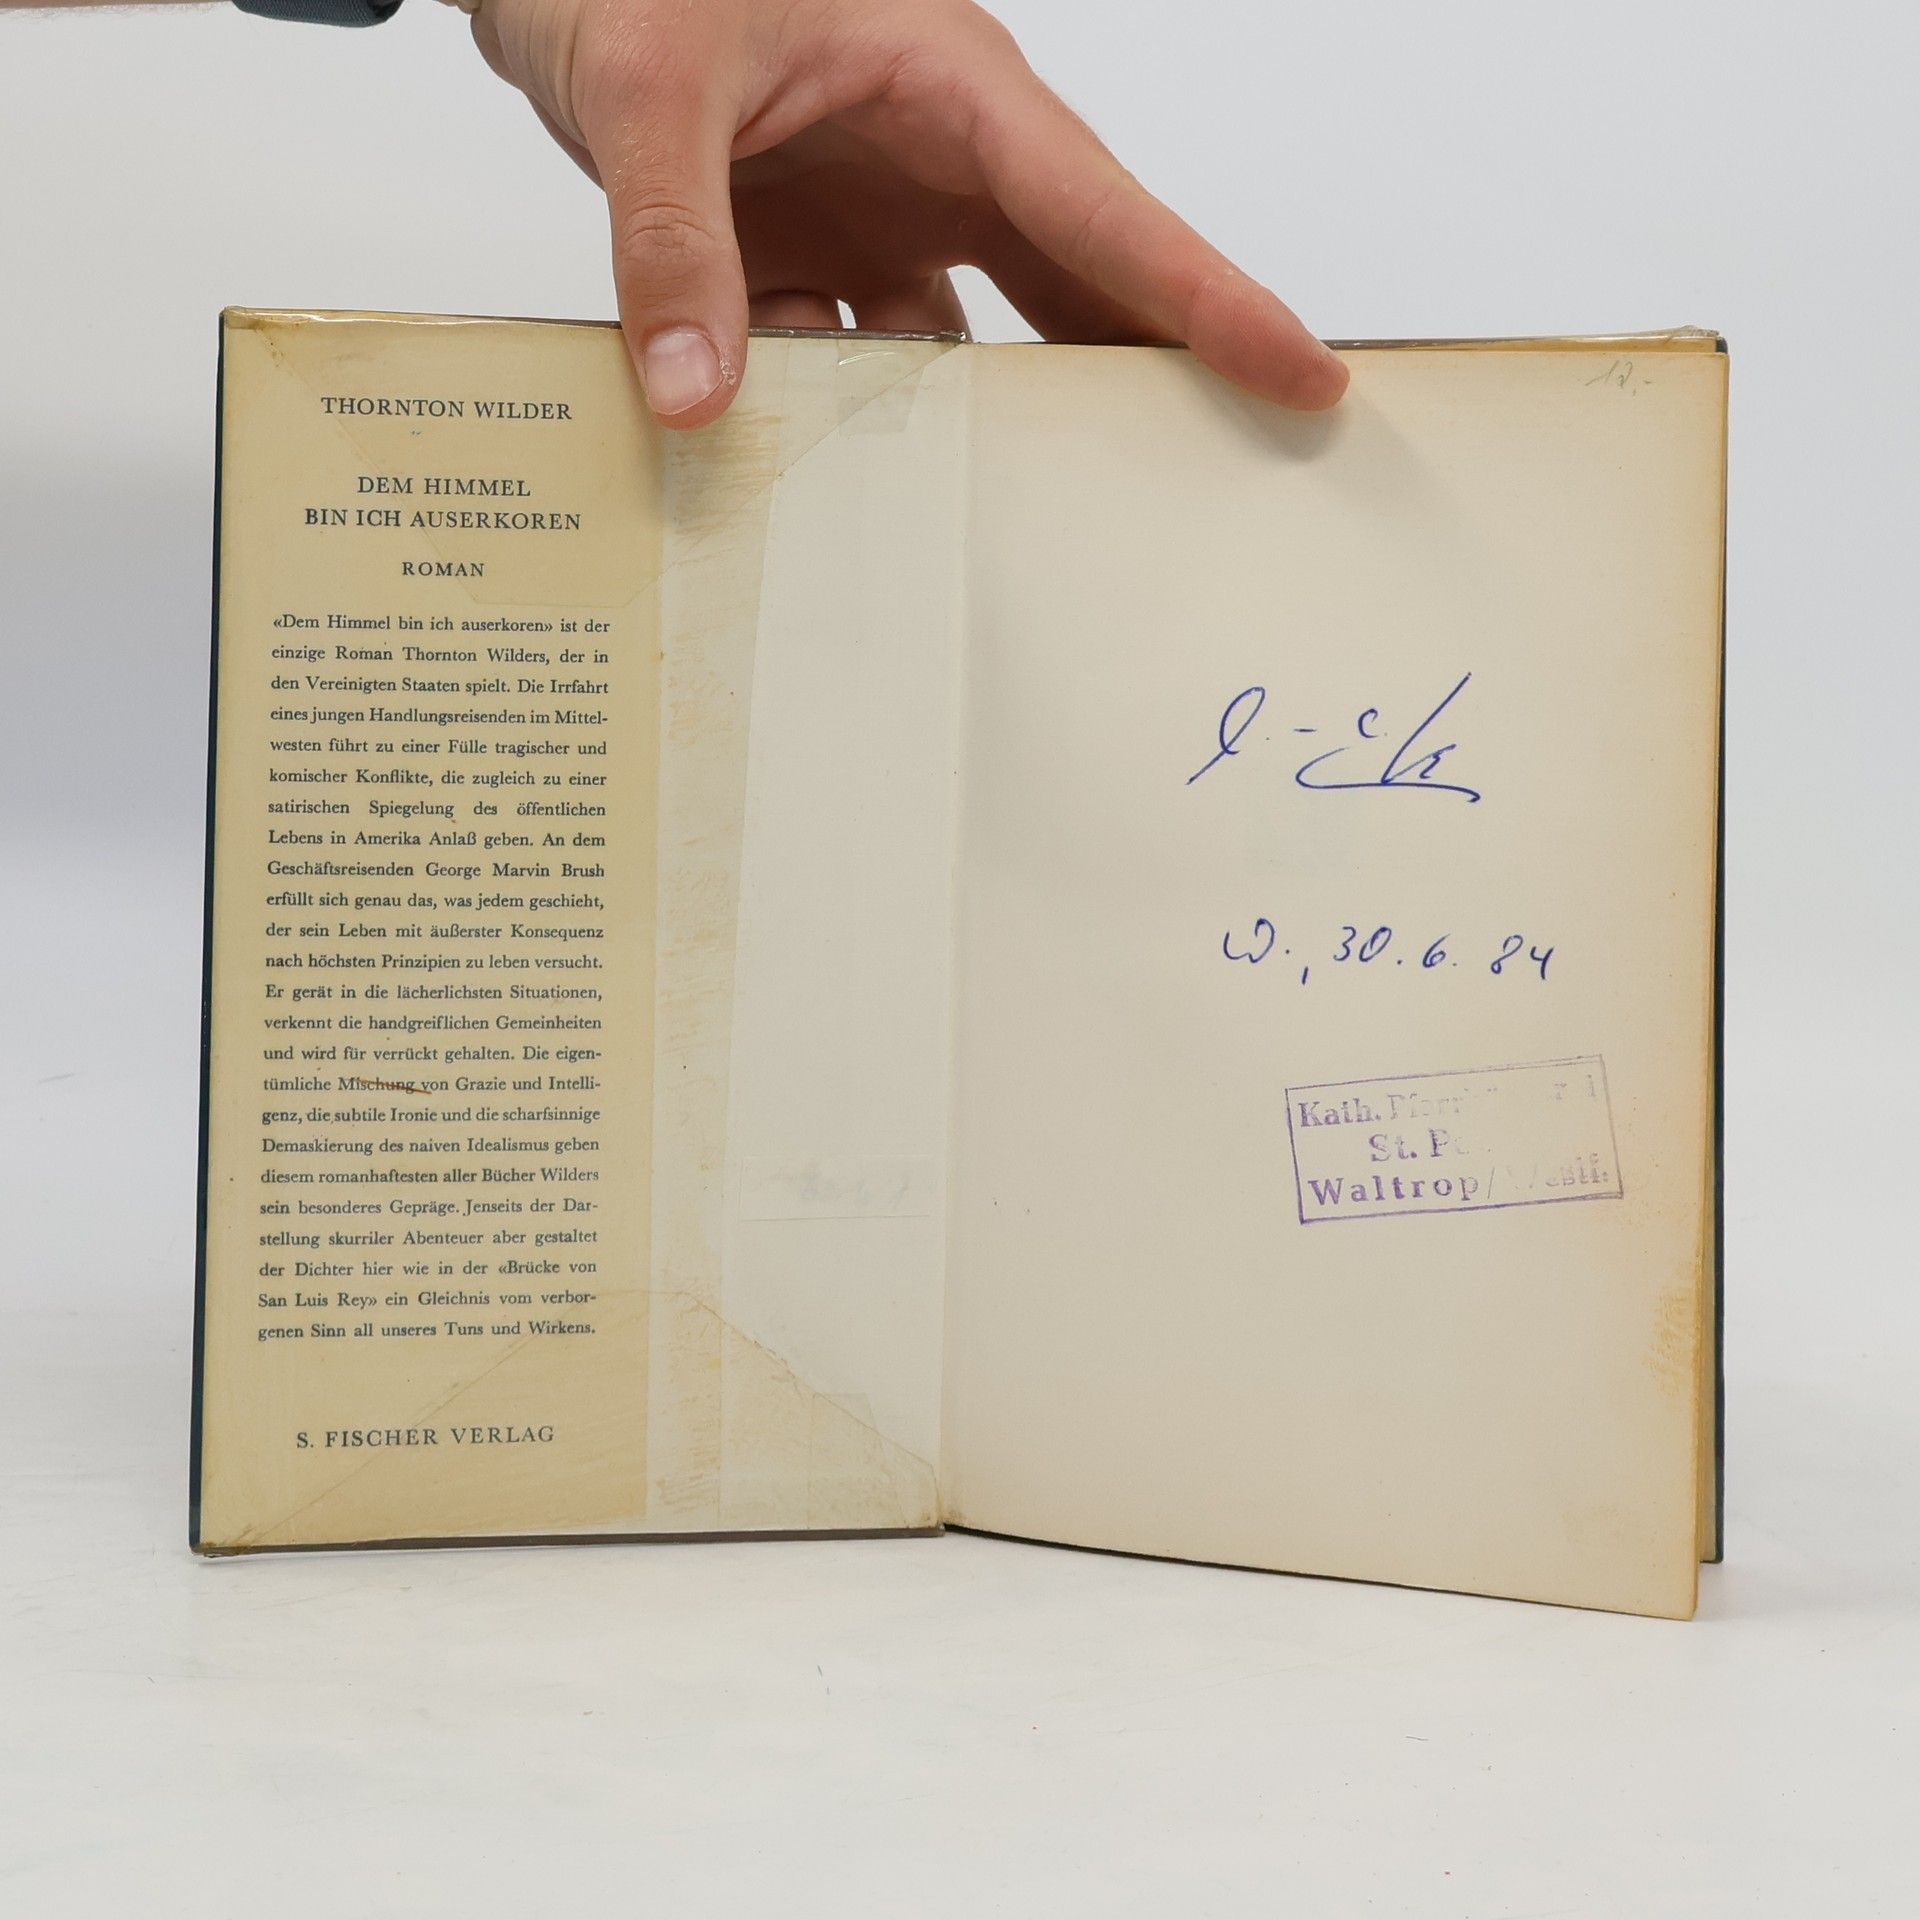 THORNTON WILDER
DEM HIMMEL
BIN ICH AUSERKOREN
ROMAN
«Dem Himmel bin ich auserkoren» ist der
einzige Roman Thornton Wilders, der in
den Vereinigten Staaten spielt. Die Irrfahrt
eines jungen Handlungsreisenden im Mittel-
westen führt zu einer Fülle tragischer und
komischer Konflikte, die zugleich zu einer
satirischen Spiegelung des öffentlichen
Lebens in Amerika Anlaß geben. An dem
Geschäftsreisenden George Marvin Brush
erfüllt sich genau das, was jedem geschieht,
der sein Leben mit äußerster Konsequenz
nach höchsten Prinzipien zu leben versucht.
Er gerät in die lächerlichsten Situationen,
verkennt die handgreiflichen Gemeinheiten
und wird für verrückt gehalten. Die eigen-
tümliche Mischung von Grazie und Intelli-
genz, die subtile Ironie und die scharfsinnige
Demaskierung des naiven Idealismus geben
diesem romanhaftesten aller Bücher Wilders
sein besonderes Gepräge. Jenseits der Dar-
stellung skurriler Abenteuer aber gestaltet
der Dichter hier wie in der «Brücke von
San Luis Rey» ein Gleichnis vom verbor-
genen Sinn all unseres Tuns und Wirkens.
S. FISCHER VERLAG
W., 30. 6. 84
Kath.
St.
Waltrop/